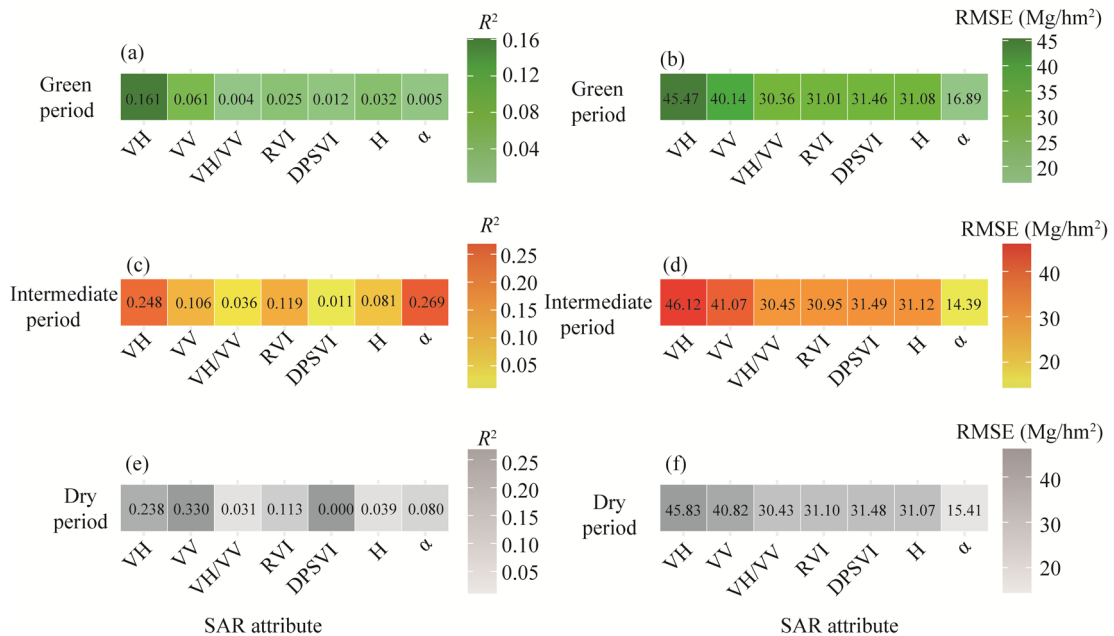 R²
(a)
Green
period
0.161 0.061 0.004 0.025 0.012 0.032 0.005
VH VV VH/VV RVI DPSVI H α
0.16
0.12
0.08
0.04
RMSE (Mg/hm²)
(b)
Green
period
45.47 40.14 30.36 31.01 31.46 31.08 16.89
VH VV VH/VV RVI DPSVI H α
45
40
35
30
25
20
R²
(c)
Intermediate
period
0.248 0.106 0.036 0.119 0.011 0.081 0.269
VH VV VH/VV RVI DPSVI H α
0.25
0.20
0.15
0.10
0.05
RMSE (Mg/hm²)
(d)
Intermediate
period
46.12 41.07 30.45 30.95 31.49 31.12 14.39
VH VV VH/VV RVI DPSVI H α
40
30
20
R²
(e)
Dry
period
0.238 0.330 0.031 0.113 0.000 0.039 0.080
VH VV VH/VV RVI DPSVI H α
0.25
0.20
0.15
0.10
0.05
SAR attribute
RMSE (Mg/hm²)
(f)
Dry
period
45.83 40.82 30.43 31.10 31.48 31.07 15.41
VH VV VH/VV RVI DPSVI H α
40
30
20
SAR attribute